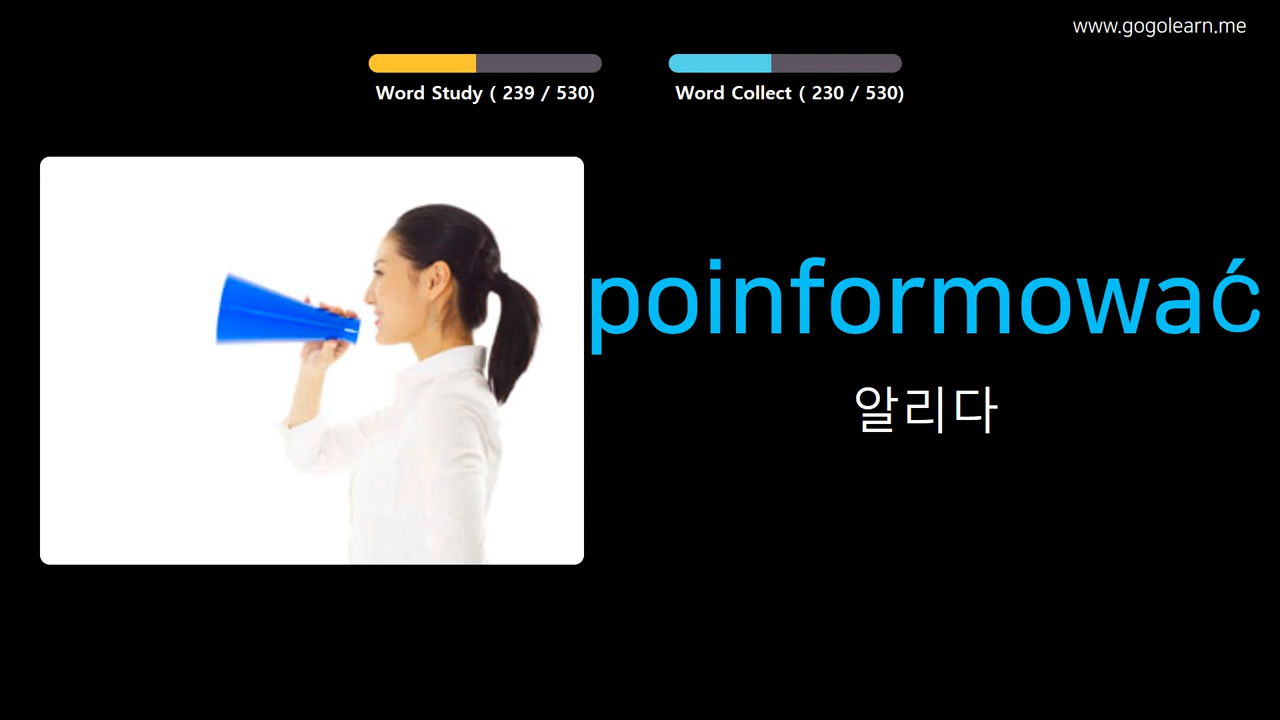 www.gogolearn.me
Word Study ( 239 / 530)
Word Collect ( 230 / 530)
poinformować
알리다